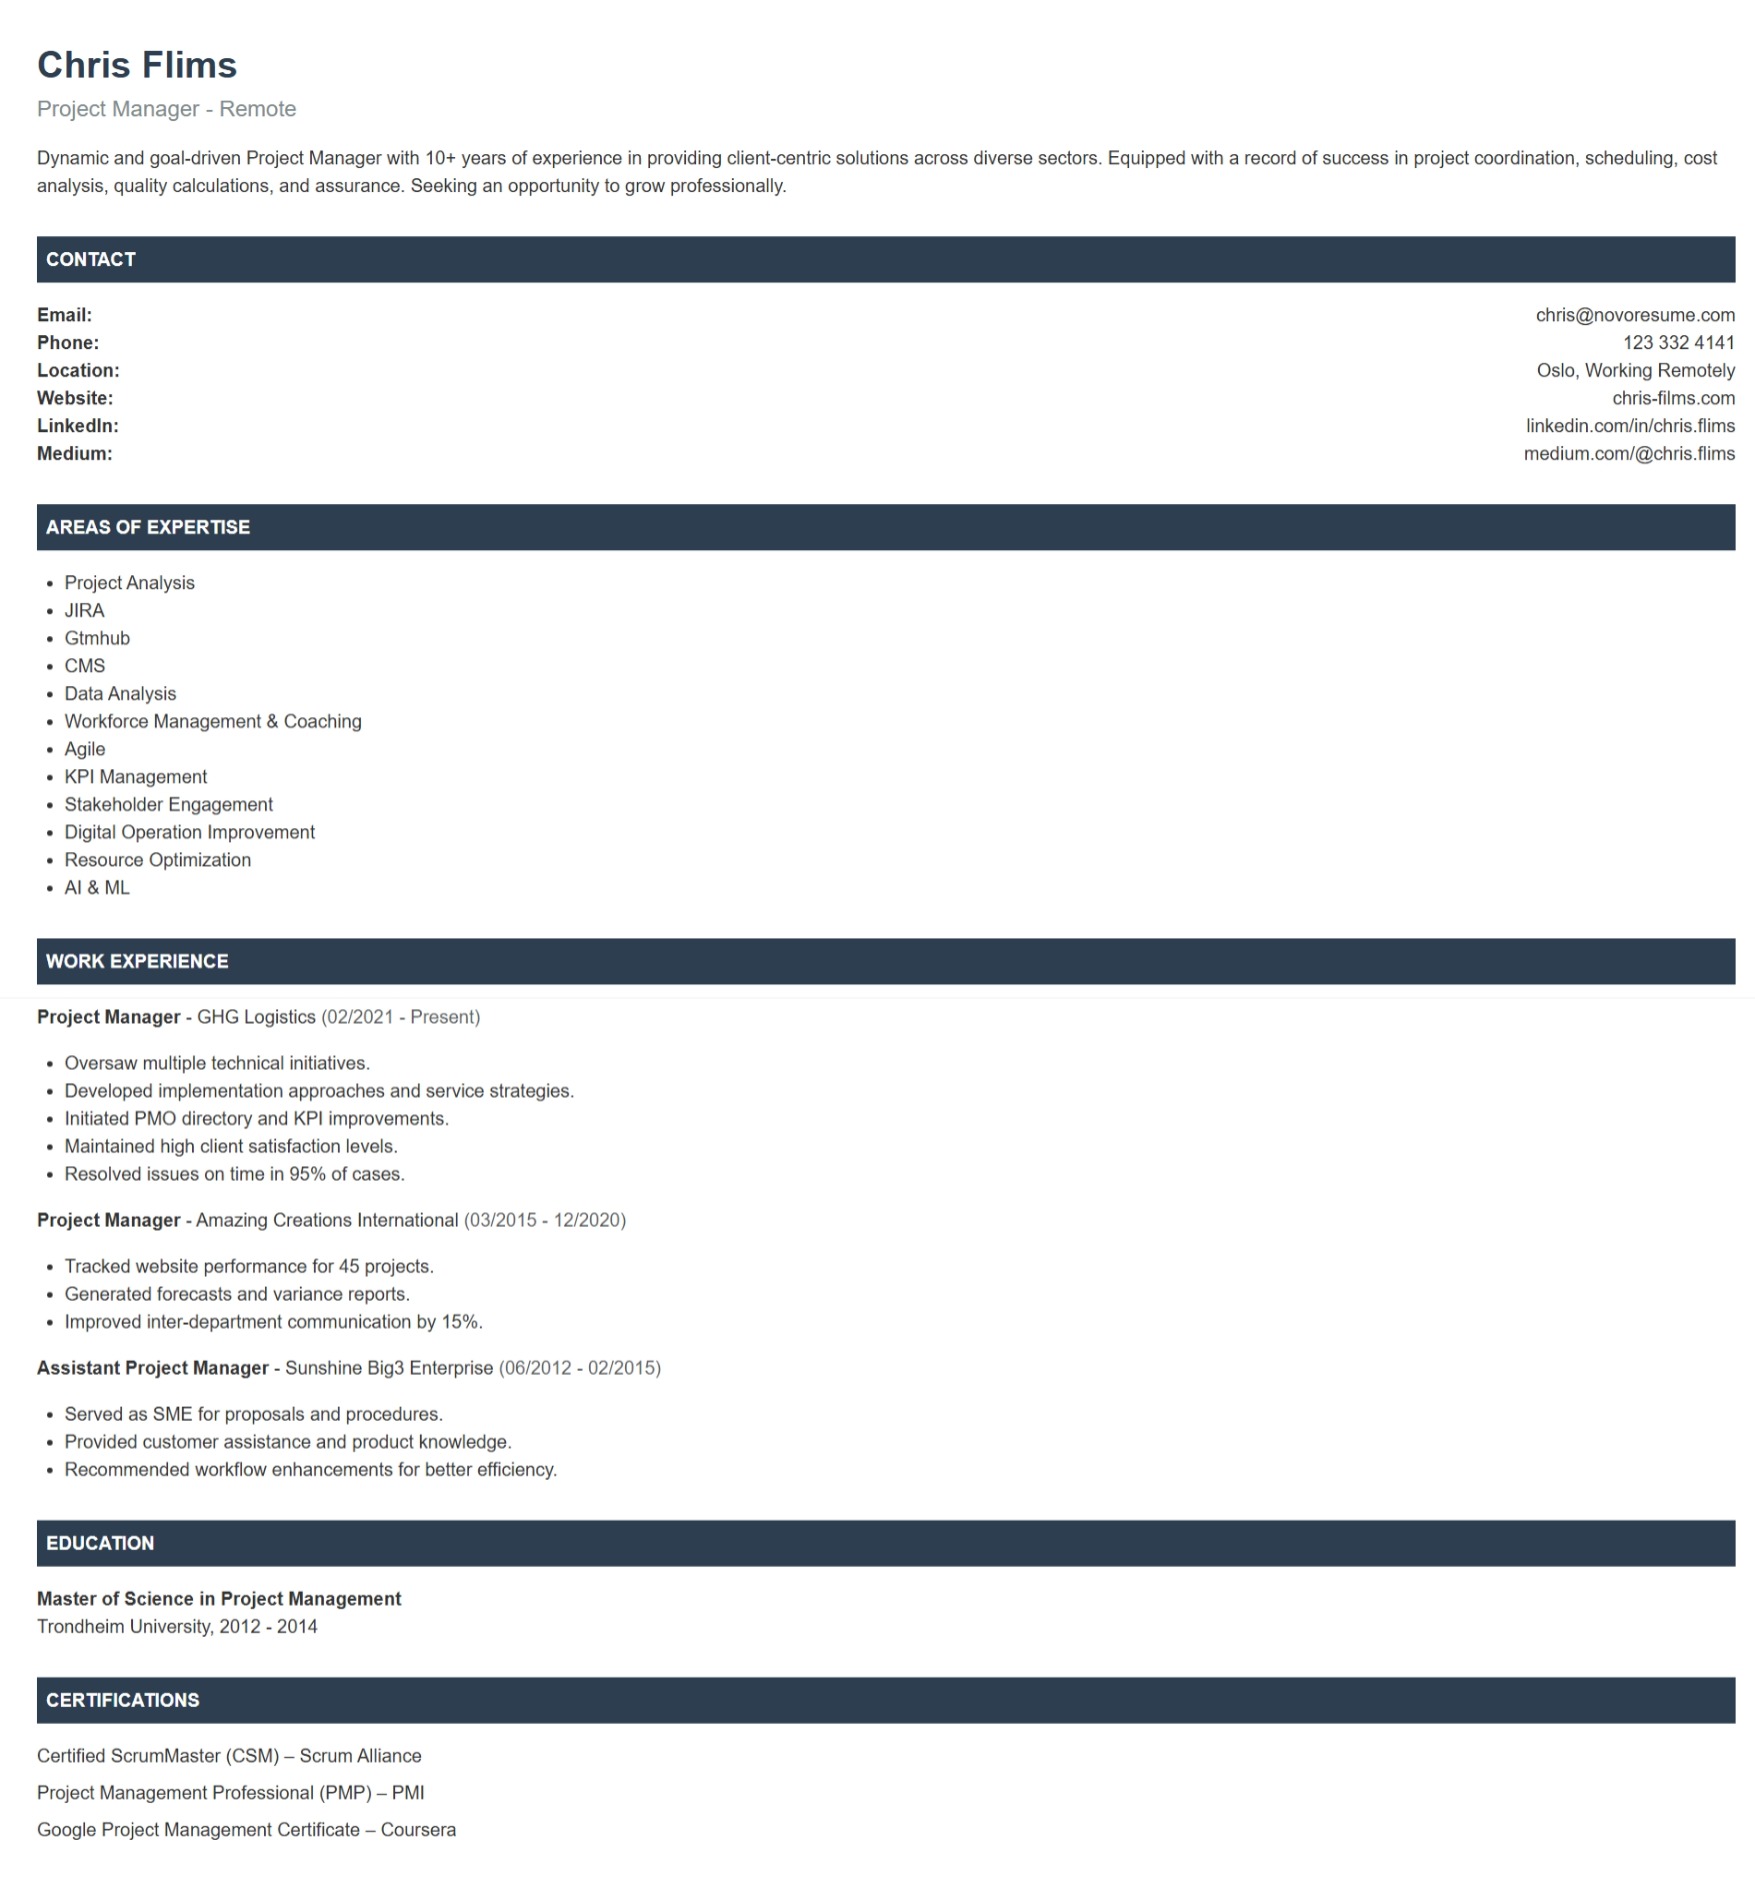 Chris Flims
Project Manager - Remote
Dynamic and goal-driven Project Manager with 10+ years of experience in providing client-centric solutions across diverse sectors. Equipped with a record of success in project coordination, scheduling, cost
analysis, quality calculations, and assurance. Seeking an opportunity to grow professionally.
CONTACT
Email: chris@novoresume.com
Phone: 123 332 4141
Location: Oslo, Working Remotely
Website: chris-films.com
LinkedIn: linkedin.com/in/chris.flims
Medium: medium.com/@chris.flims
AREAS OF EXPERTISE
• Project Analysis
• JIRA
• Gtmhub
• CMS
• Data Analysis
• Workforce Management & Coaching
• Agile
• KPI Management
• Stakeholder Engagement
• Digital Operation Improvement
• Resource Optimization
• AI & ML
WORK EXPERIENCE
Project Manager - GHG Logistics (02/2021 - Present)
• Oversaw multiple technical initiatives.
• Developed implementation approaches and service strategies.
• Initiated PMO directory and KPI improvements.
• Maintained high client satisfaction levels.
• Resolved issues on time in 95% of cases.
Project Manager - Amazing Creations International (03/2015 - 12/2020)
• Tracked website performance for 45 projects.
• Generated forecasts and variance reports.
• Improved inter-department communication by 15%.
Assistant Project Manager - Sunshine Big3 Enterprise (06/2012 - 02/2015)
• Served as SME for proposals and procedures.
• Provided customer assistance and product knowledge.
• Recommended workflow enhancements for better efficiency.
EDUCATION
Master of Science in Project Management
Trondheim University, 2012 - 2014
CERTIFICATIONS
Certified ScrumMaster (CSM) – Scrum Alliance
Project Management Professional (PMP) – PMI
Google Project Management Certificate – Coursera